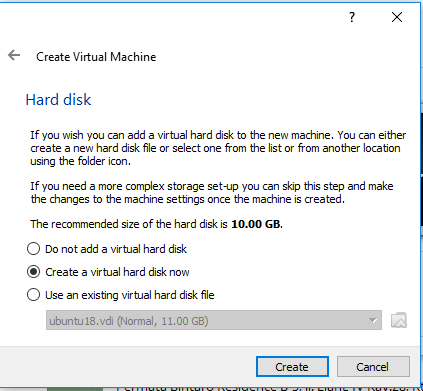 ?
Create Virtual Machine
Hard disk
If you wish you can add a virtual hard disk to the new machine. You can either
create a new hard disk file or select one from the list or from another location
using the folder icon.
If you need a more complex storage set-up you can skip this step and make
the changes to the machine settings once the machine is created.
The recommended size of the hard disk is 10.00 GB.
Do not add a virtual hard disk
Create a virtual hard disk now
Use an existing virtual hard disk file
ubuntu18.vdi (Normal, 11.00 GB)
Create Cancel